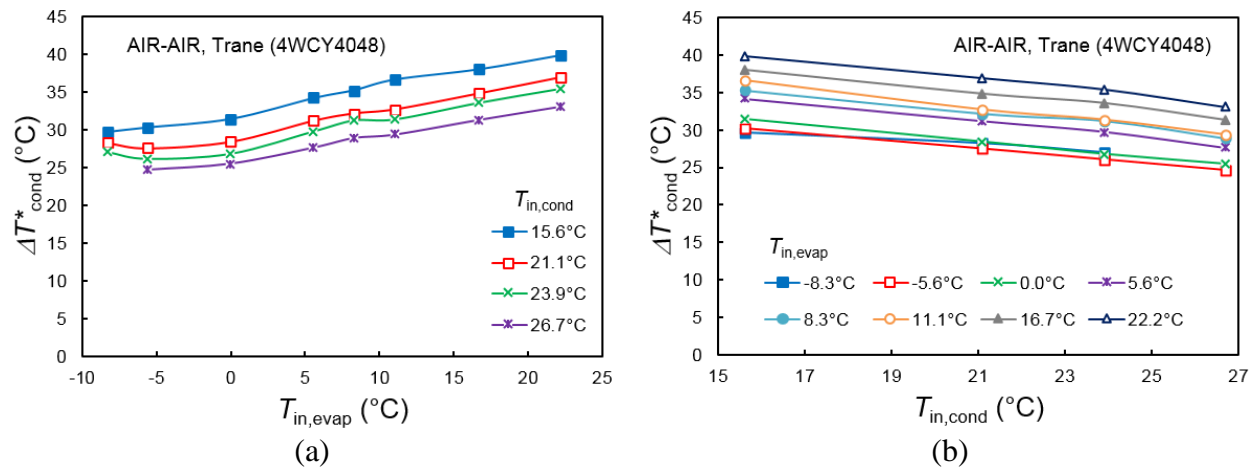 AIR-AIR, Trane (4WCY4048)
ΔT*cond (°C)
45
40
35
30
25
20
15
10
5
0
Tin,cond
15.6°C
21.1°C
23.9°C
26.7°C
-10 -5 0 5 10 15 20 25
Tin,evap (°C)
(a)
AIR-AIR, Trane (4WCY4048)
ΔT*cond (°C)
45
40
35
30
25
20
15
10
5
0
Tin,evap
-8.3°C -5.6°C 0.0°C 5.6°C
8.3°C 11.1°C 16.7°C 22.2°C
15 17 19 21 23 25 27
Tin,cond (°C)
(b)